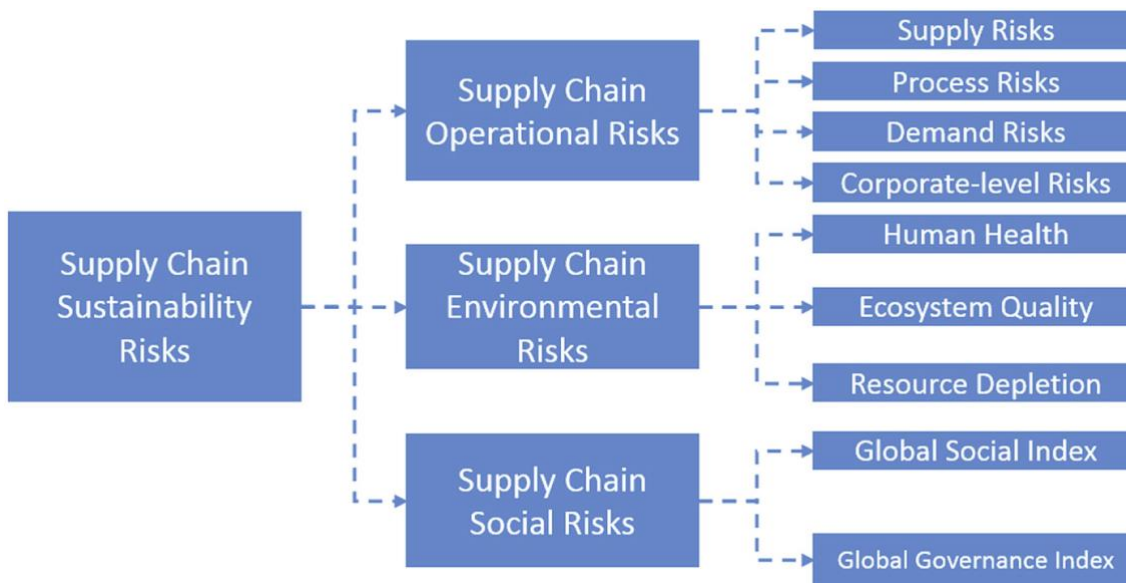 Supply Chain
Sustainability
Risks
Supply Chain
Operational Risks
Supply Risks
Process Risks
Demand Risks
Corporate-level Risks
Supply Chain
Environmental
Risks
Human Health
Ecosystem Quality
Resource Depletion
Supply Chain
Social Risks
Global Social Index
Global Governance Index